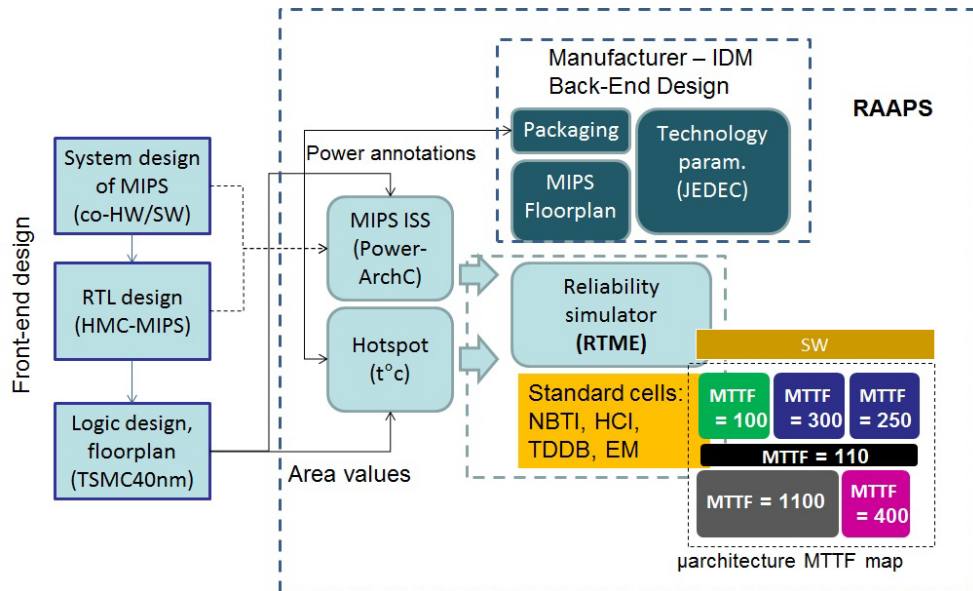 Manufacturer – IDM
Back-End Design
RAAPS
Packaging
Technology
param.
(JEDEC)
MIPS
Floorplan
Front-end design
System design
of MIPS
(co-HW/SW)
RTL design
(HMC-MIPS)
Logic design,
floorplan
(TSMC40nm)
Power annotations
MIPS ISS
(Power-
ArchC)
Hotspot
(t°c)
Area values
Reliability
simulator
(RTME)
Standard cells:
NBTI, HCI,
TDDB, EM
SW
MTTF
= 100
MTTF
= 300
MTTF
= 250
MTTF = 110
MTTF = 1100
MTTF
= 400
µarchitecture MTTF map